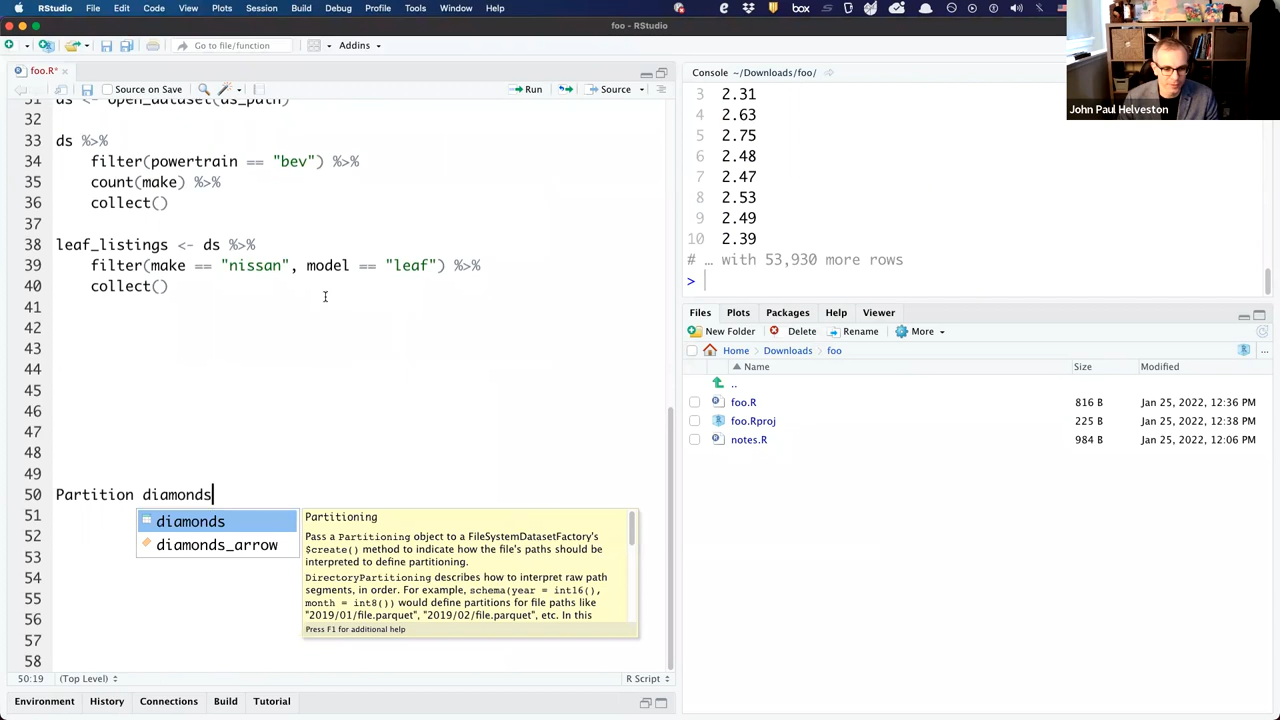 RStudio File Edit Code View Plots Session Build Debug Profile Tools Window Help
foo - RStudio
Go to file/function
Addins
foo.R*
Source on Save
Run
Source
31 ds <- open_dataset(ds_path)
32
33 ds %>%
34 filter(powertrain == "bev") %>%
35 count(make) %>%
36 collect()
37
38 leaf_listings <- ds %>%
39 filter(make == "nissan", model == "leaf") %>%
40 collect()
41
42
43
44
45
46
47
48
49
50 Partition diamonds
51
52
53
54
55
56
57
58
diamonds
diamonds_arrow
Partitioning
Pass a Partitioning object to a FileSystemDatasetFactory's
$create() method to indicate how the file's paths should be
interpreted to define partitioning.
DirectoryPartitioning describes how to interpret raw path
segments, in order. For example, schema(year = int16(),
month = int8()) would define partitions for file paths like
"2019/01/file.parquet", "2019/02/file.parquet", etc. In this
Press F1 for additional help
50:19 (Top Level) R Script
Environment History Connections Build Tutorial
Console ~/Downloads/foo/
3 2.31
4 2.63
5 2.75
6 2.48
7 2.47
8 2.53
9 2.49
10 2.39
# … with 53,930 more rows
>
Files Plots Packages Help Viewer
New Folder Delete Rename More
Home Downloads foo
Name Size Modified
..
foo.R 816 B Jan 25, 2022, 12:36 PM
foo.Rproj 225 B Jan 25, 2022, 12:38 PM
notes.R 984 B Jan 25, 2022, 12:06 PM
John Paul Helveston
box